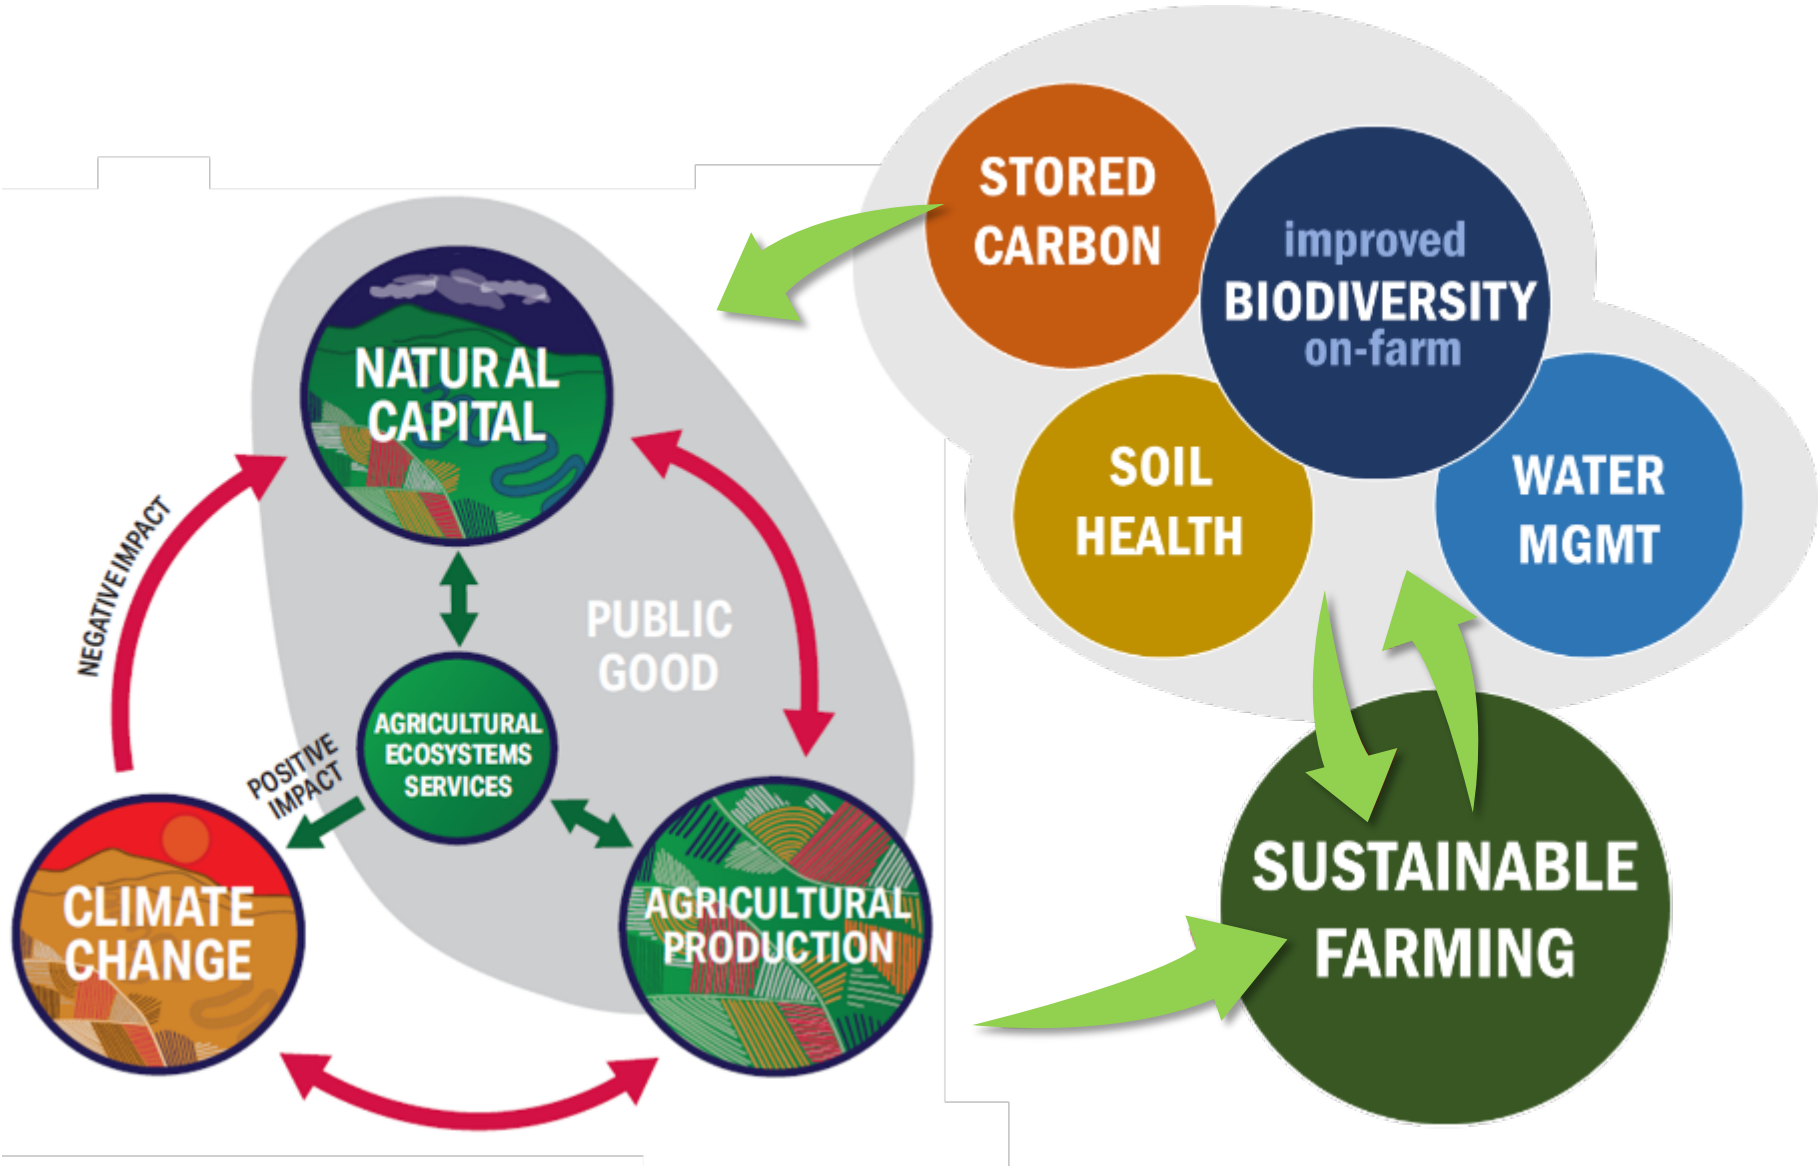 STORED
CARBON
improved
BIODIVERSITY
on-farm
SOIL
HEALTH
WATER
MGMT
NATURAL
CAPITAL
NEGATIVE IMPACT
PUBLIC
GOOD
AGRICULTURAL
ECOSYSTEMS
SERVICES
POSITIVE
IMPACT
CLIMATE
CHANGE
AGRICULTURAL
PRODUCTION
SUSTAINABLE
FARMING